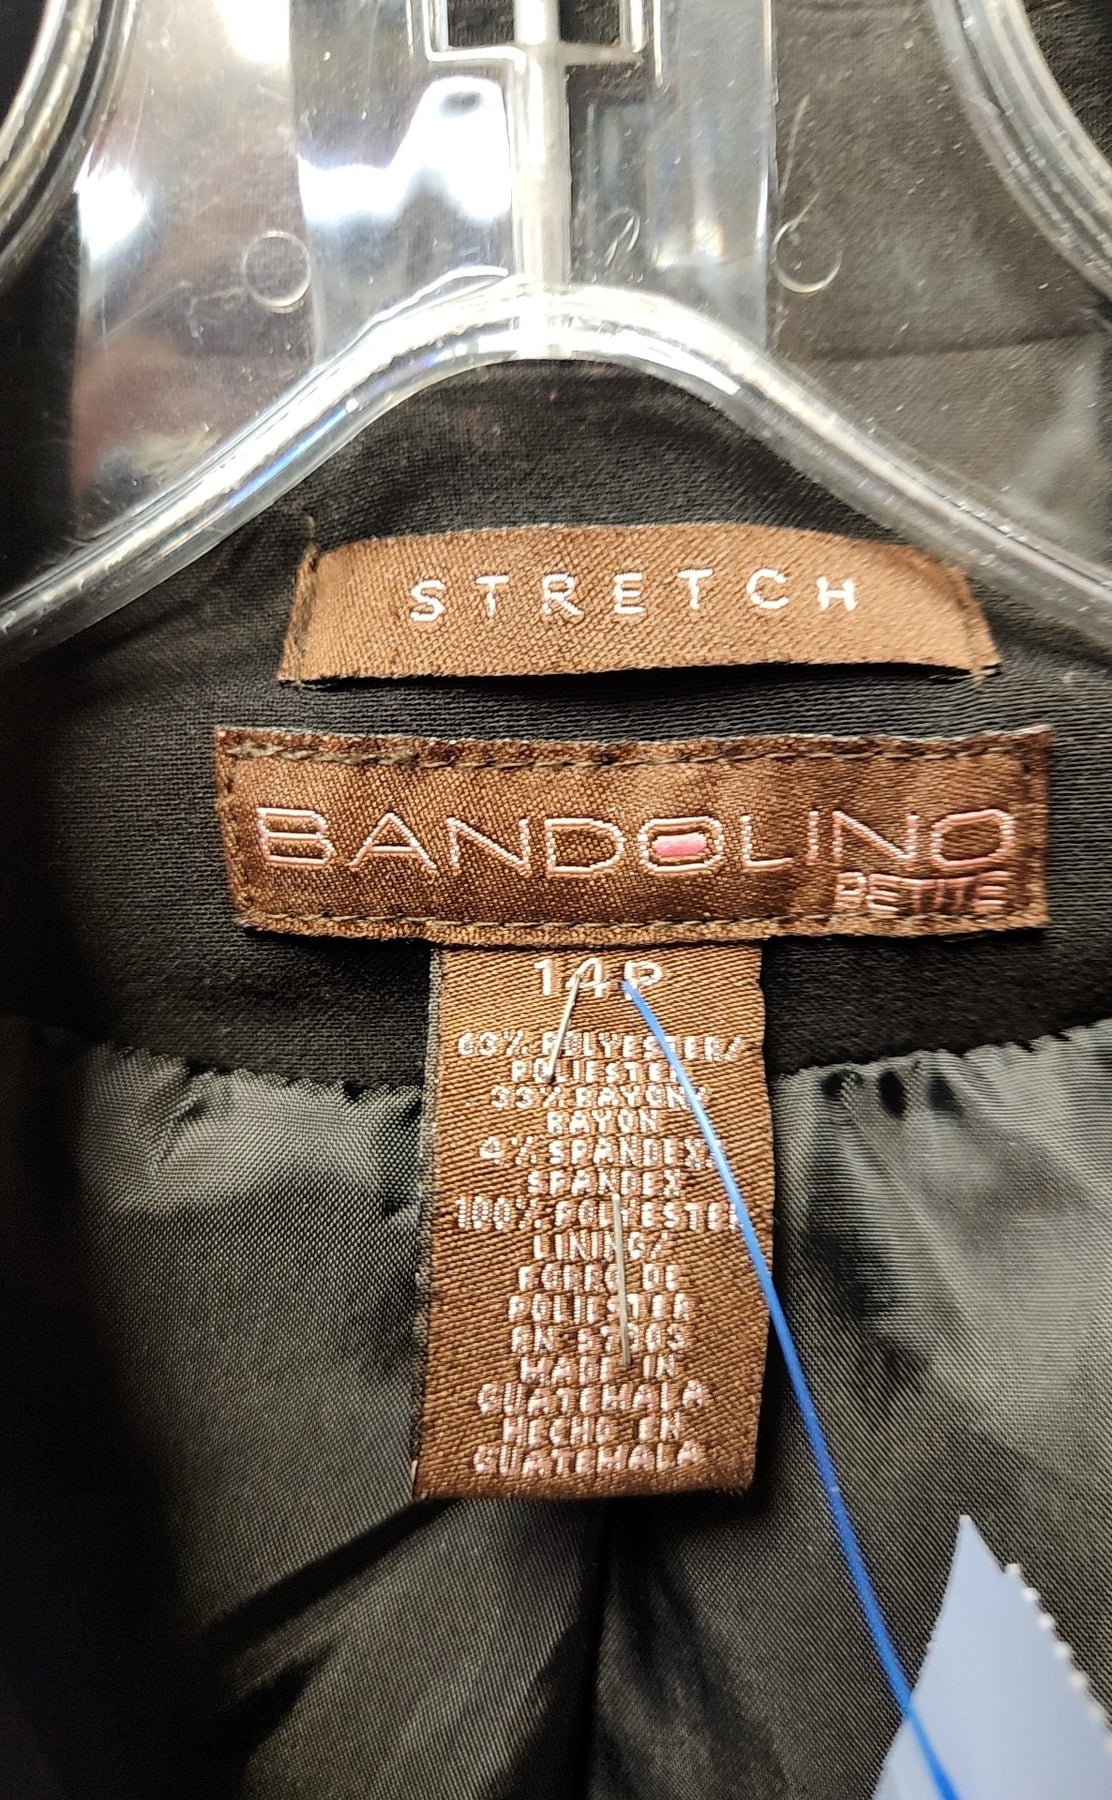 STRETCH
BANDOLINO
PETITE
14P
63% POLYESTER/
POLIESTER
33% RAYON/
RAYON
4% SPANDEX/
SPANDEX
100% POLYESTER
LINING/
FORRO DE
POLIESTER
RN 57003
MADE IN
GUATEMALA
HECHO EN
GUATEMALA